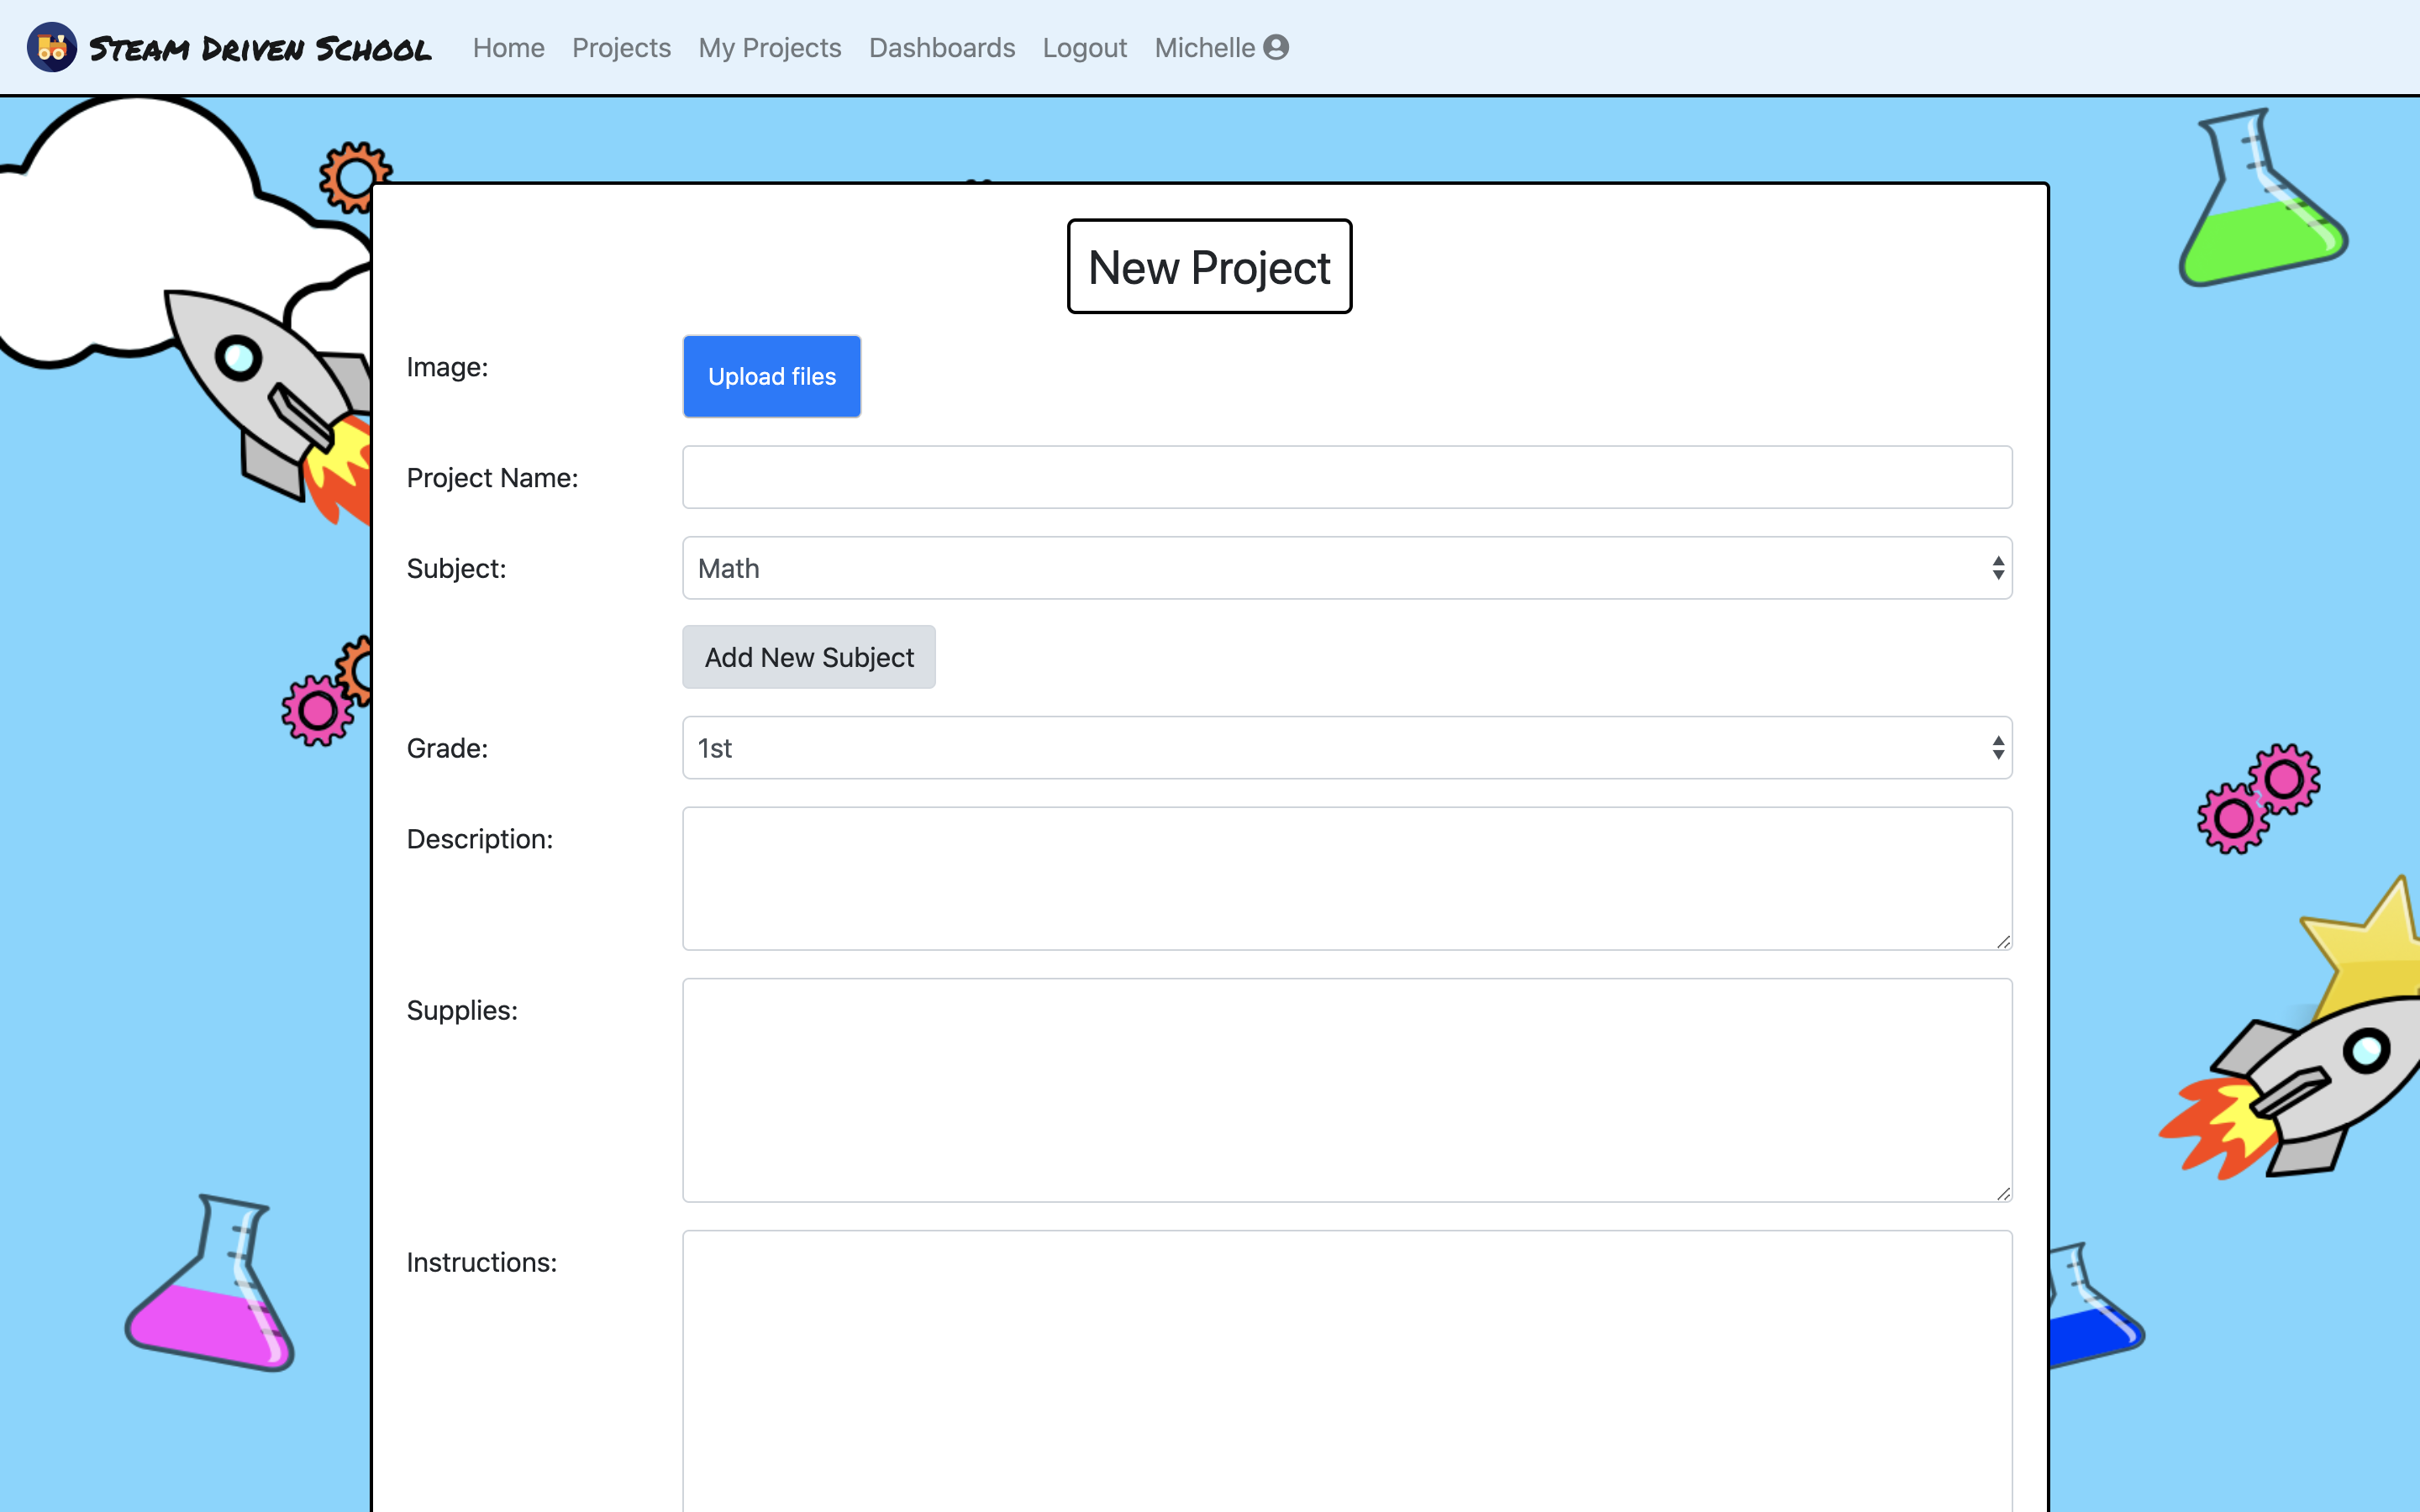 Steam Driven School Home Projects My Projects Dashboards Logout Michelle
New Project
Image: Upload files
Project Name:
Subject: Math
Add New Subject
Grade: 1st
Description:
Supplies:
Instructions: